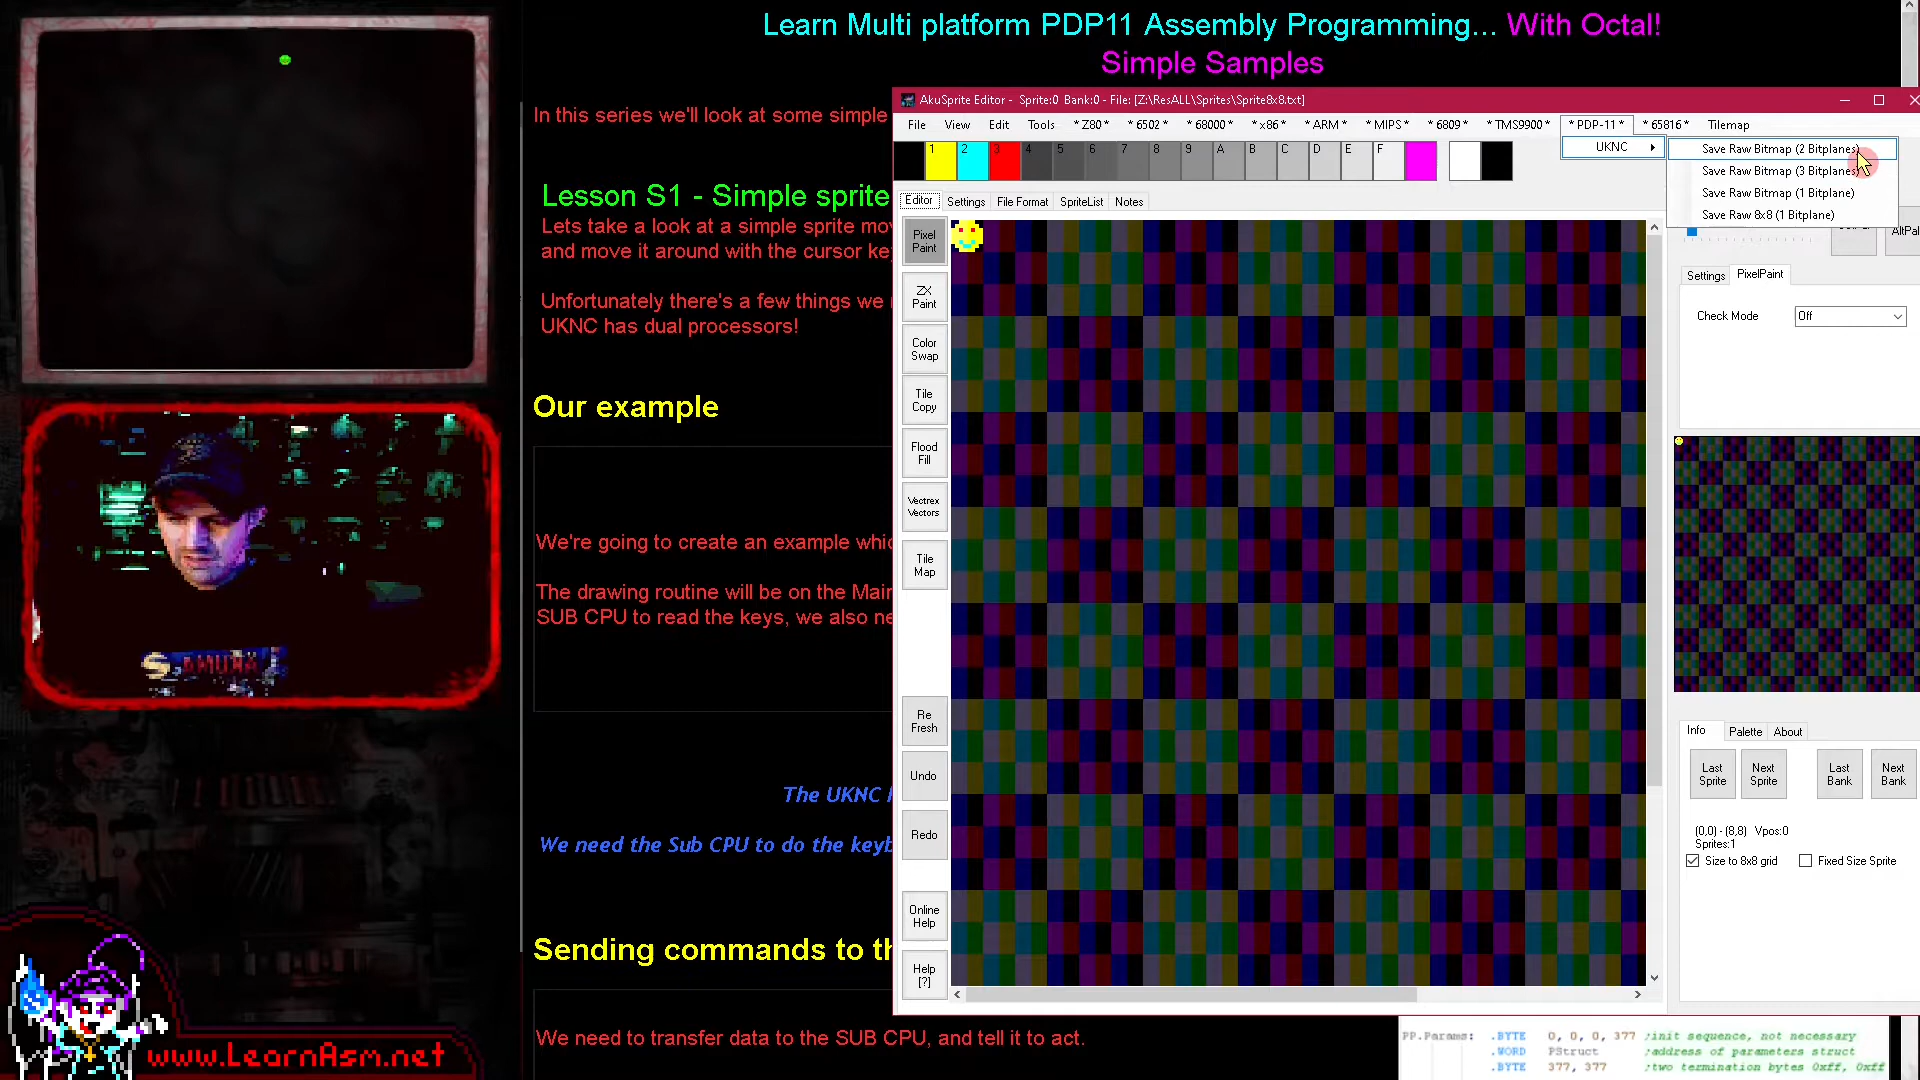 Learn Multi platform PDP11 Assembly Programming... With Octal!
Simple Samples
In this series we'll look at some simple
AkuSprite Editor - Sprite:0 Bank:0 - File: [Z:\ResALL\Sprites\Sprite8x8.txt]
File View Edit Tools * Z80 * * 6502 * * 68000 * * x86 * * ARM * * MIPS * * 6809 * * TMS9900 * * PDP-11 * * 65816 * Tilemap
1 2 3 4 5 6 7 8 9 A B C D E F
UKNC
Save Raw Bitmap (2 Bitplanes)
Save Raw Bitmap (3 Bitplanes)
Save Raw Bitmap (1 Bitplane)
Save Raw 8x8 (1 Bitplane)
Lesson S1 - Simple sprite
Lets take a look at a simple sprite mov
and move it around with the cursor ke
Unfortunately there's a few things we
UKNC has dual processors!
Our example
We're going to create an example whic
The drawing routine will be on the Main
SUB CPU to read the keys, we also ne
The UKNC
We need the Sub CPU to do the keyb
Sending commands to th
We need to transfer data to the SUB CPU, and tell it to act.
Editor Settings File Format SpriteList Notes
Pixel
Paint
ZX
Paint
Color
Swap
Tile
Copy
Flood
Fill
Vectrex
Vectors
Tile
Map
Re
Fresh
Undo
Redo
Online
Help
Help
[?]
AltPal
Settings PixelPaint
Check Mode Off
Info Palette About
Last
Sprite
Next
Sprite
Last
Bank
Next
Bank
(0,0) - (8,8) Vpos:0
Sprites:1
Size to 8x8 grid Fixed Size Sprite
PP.Params: .BYTE 0, 0, 0, 377 ;init sequence, not necessary
.WORD PStruct ;address of parameters struct
.BYTE 377, 377 ;two termination bytes 0xff, 0xff
www.LearnAsm.net